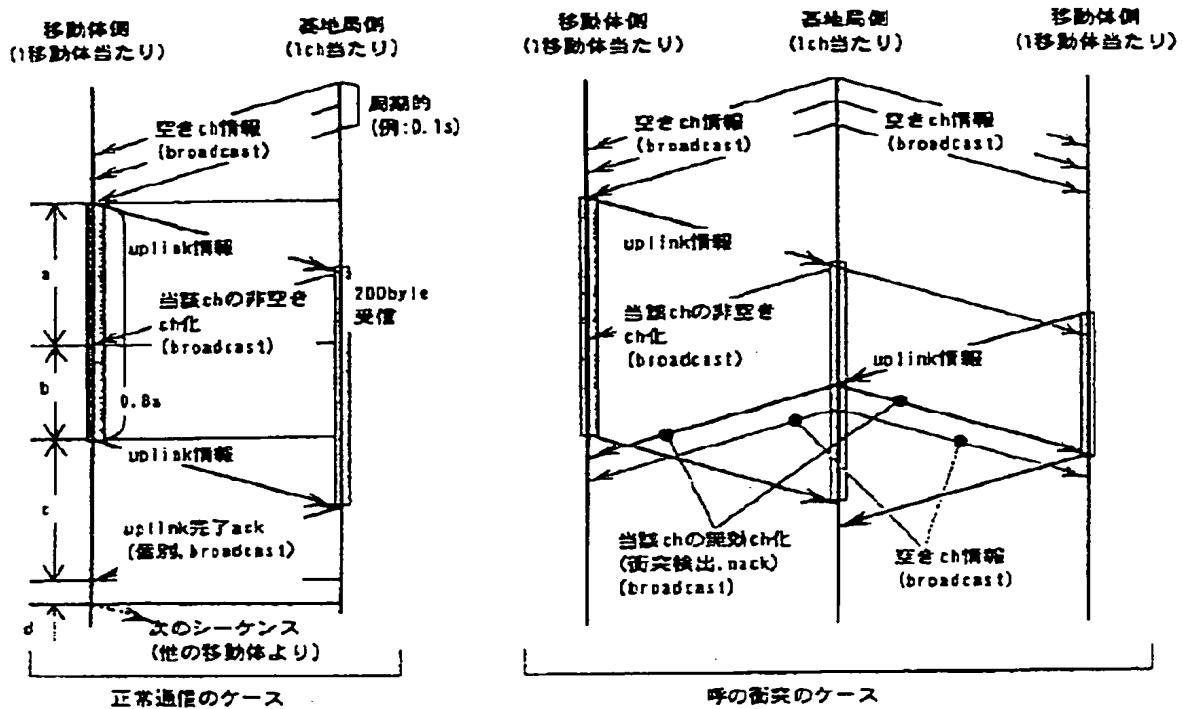 移動体側
(1移動体当たり)
基地局側
(1ch当たり)
周期的
(例:0.1s)
空きch情報
(broadcast)
uplink情報
a
当該chの非空き
ch化
(broadcast)
200byte
受信
b
0.8s
uplink情報
c
uplink完了ack
(個別,broadcast)
d
次のシーケンス
(他の移動体より)
正常通信のケース
移動体側
(1移動体当たり)
基地局側
(1ch当たり)
移動体側
(1移動体当たり)
空きch情報
(broadcast)
空きch情報
(broadcast)
uplink情報
当該chの非空き
ch化
(broadcast)
uplink情報
当該chの無効ch化
(衝突検出,nack)
(broadcast)
空きch情報
(broadcast)
呼の衝突のケース